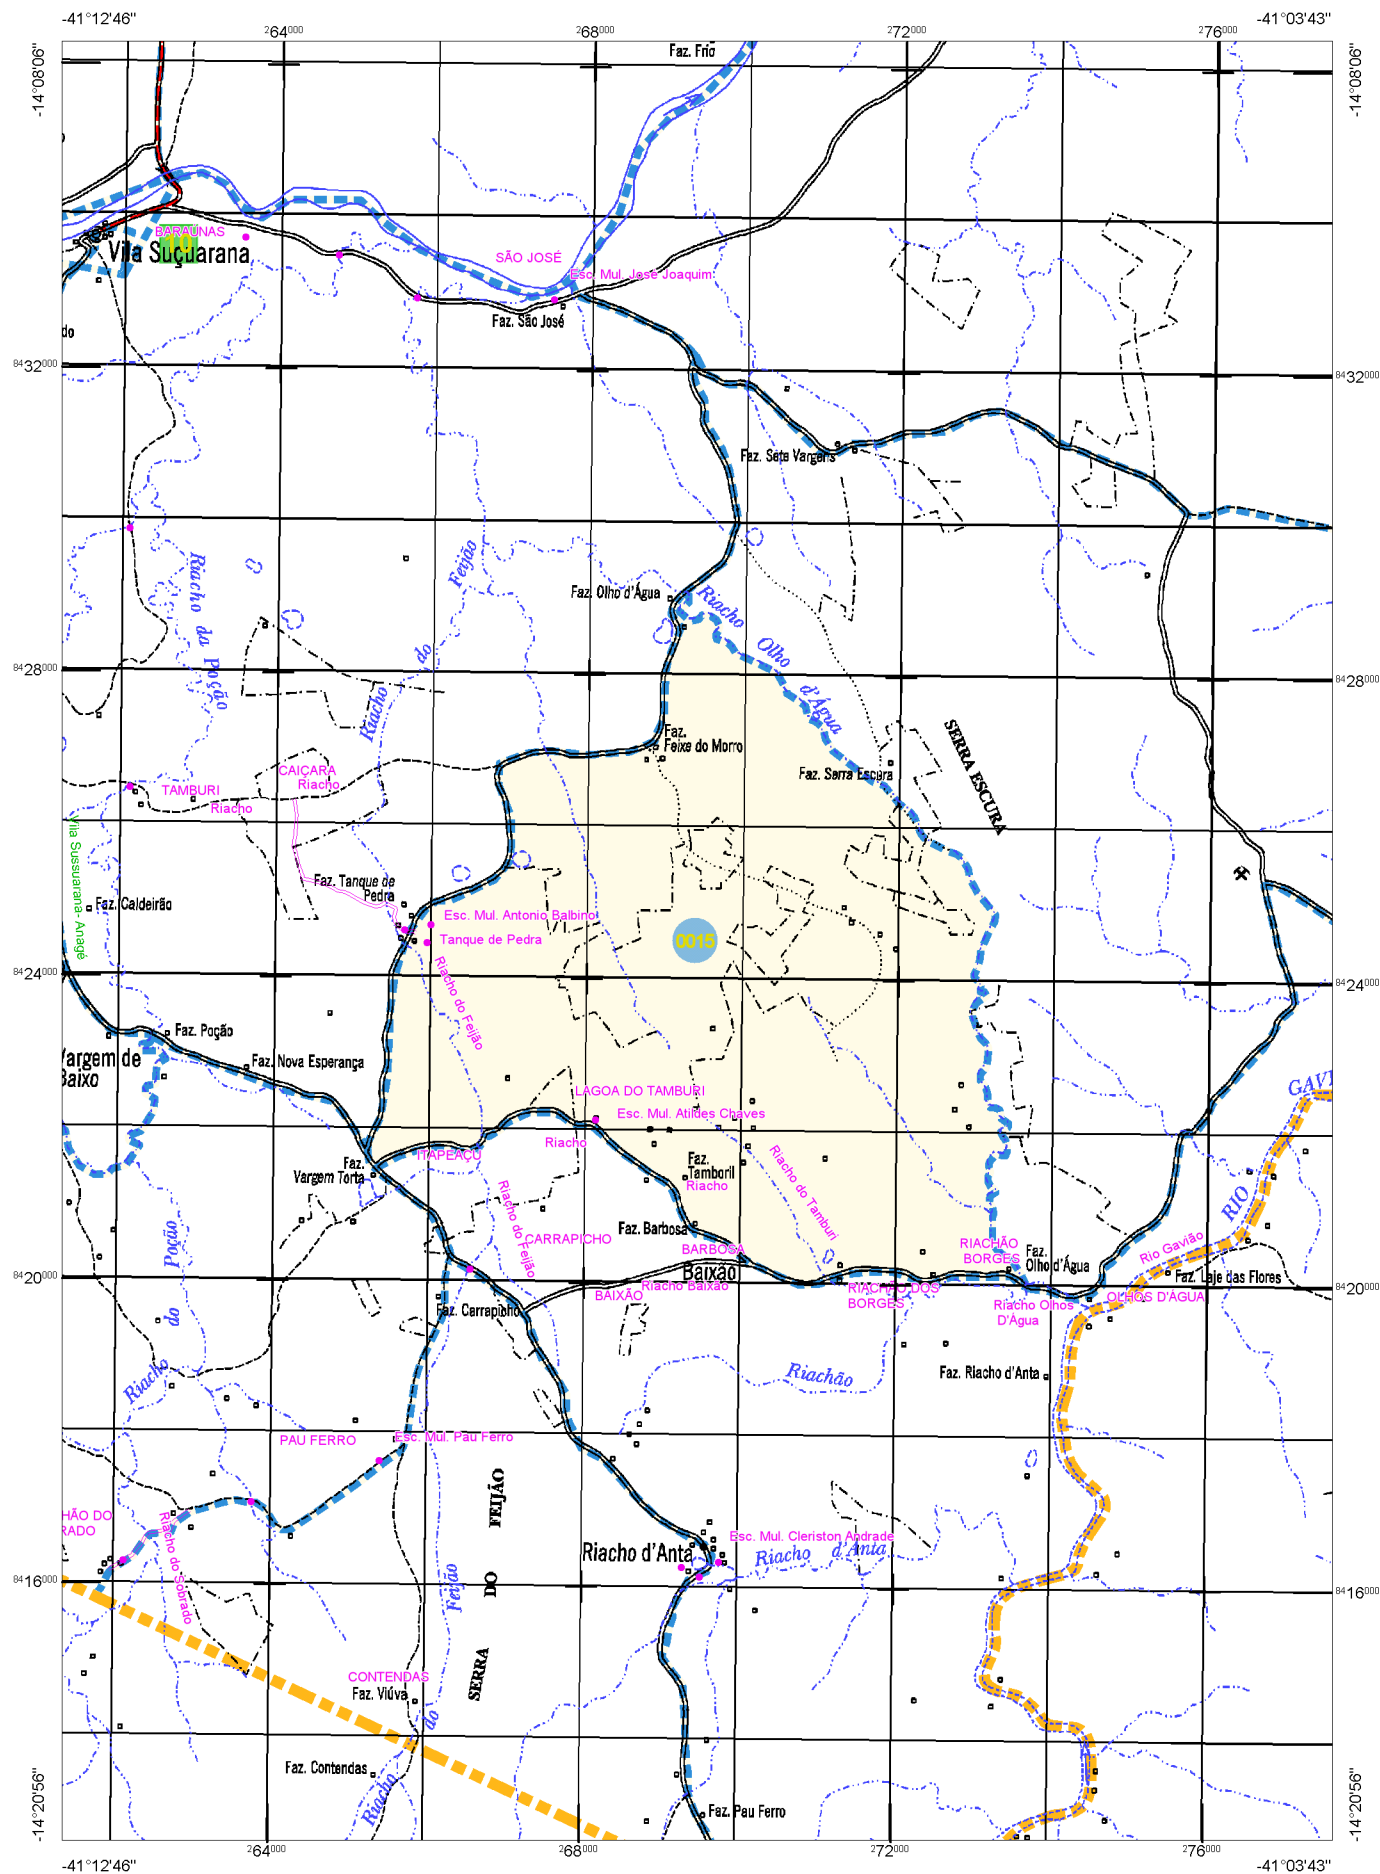 -41°12'46"
264000
268000
272000
276000
-41°03'43"
-14°08'06"
-14°08'06"
Faz. Frio
BARAÚNAS
10
Vila Suçuarana
SÃO JOSÉ
Esc. Mul. José Joaquim
Faz. São José
do
8432000
8432000
Faz. Sete Vargens
Riacho da Poção
Feijão
do
Riacho
Faz. Olho d'Água
Riacho
Olho
d'Água
8428000
8428000
Faz.
Feixe do Morro
SERRA ESCURA
Faz. Serra Escura
CAIÇARA
Riacho
TAMBURI
Riacho
Vila Sussuarana-Anagé
Faz. Tanque de
Pedra
Faz. Caldeirão
Esc. Mul. Antonio Balbino
Tanque de Pedra
0015
Riacho do Feijão
8424000
8424000
Faz. Poção
Vargem de
Baixo
Faz. Nova Esperança
GAVI
LAGOA DO TAMBURI
Esc. Mul. Atildes Chaves
Riacho
ITAPEAÇU
Faz.
Vargem Torta
Faz.
Tamboril
Riacho
Riacho do Tamburi
Riacho do Feijão
RIO
Faz. Barbosa
CARRAPICHO
BARBOSA
Baixão
RIACHÃO
BORGES
Faz.
Olho d'Água
Rio Gavião
Faz. Laje das Flores
Poção
do
Riacho
8420000
8420000
Riacho Baixão
BAIXÃO
RIACHÃO DOS
BORGES
OLHOS D'ÁGUA
Riacho Olhos
D'Água
Faz. Carrapicho
Riachão
Faz. Riacho d'Anta
PAU FERRO
Esc. Mul. Pau Ferro
HÃO DO
RADO
Riacho do Sobrado
SERRA DO FEIJÃO
Esc. Mul. Cleriston Andrade
Riacho d'Anta
Riacho d'Anta
8416000
8416000
Feijão
do
Riacho
CONTENDAS
Faz. Viúva
Faz. Contendas
Faz. Pau Ferro
-14°20'56"
-14°20'56"
-41°12'46"
264000
268000
272000
276000
-41°03'43"